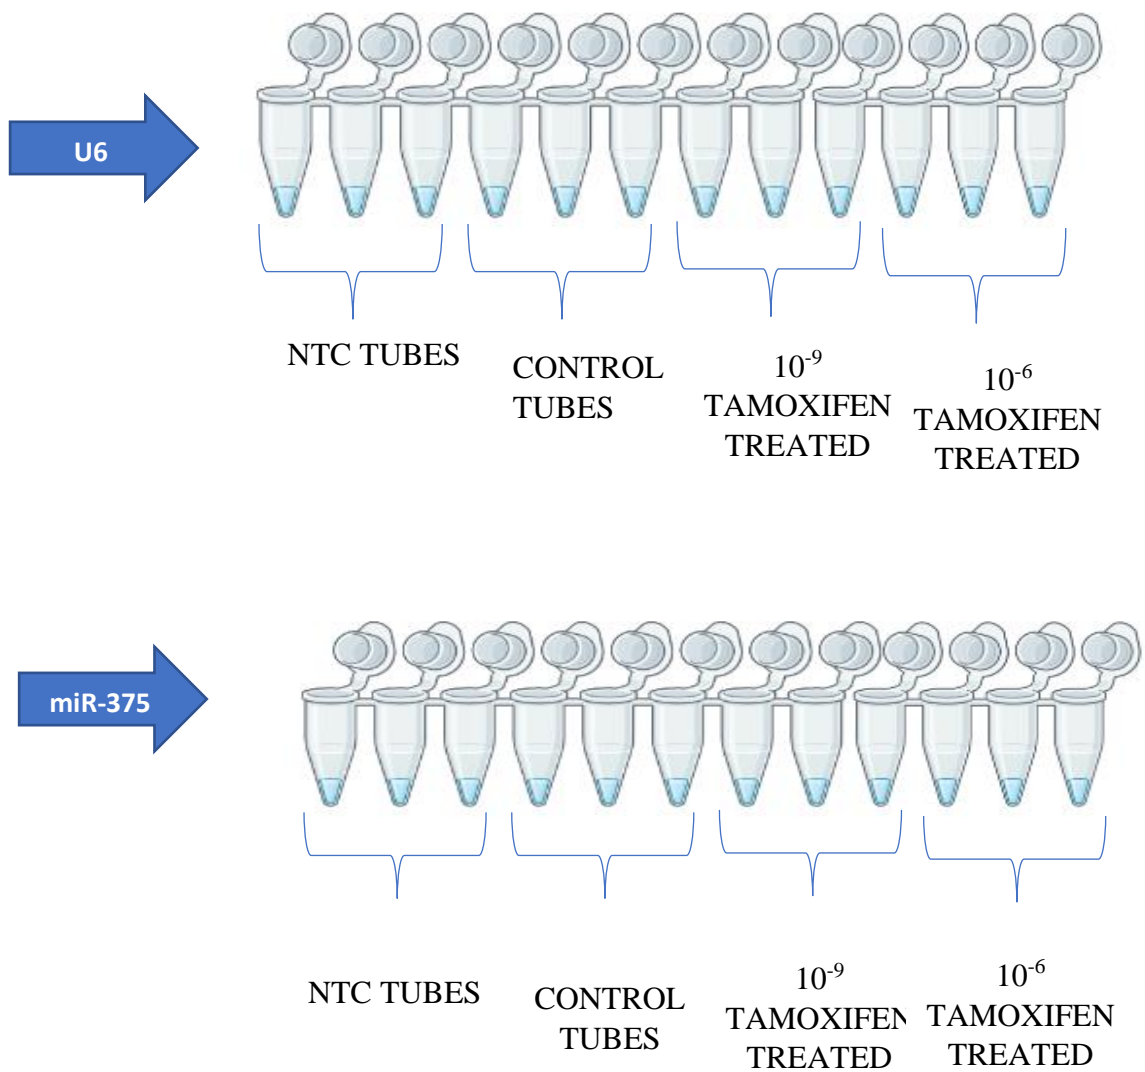 U6
NTC TUBES
CONTROL
TUBES
10⁻⁹
TAMOXIFEN
TREATED
10⁻⁶
TAMOXIFEN
TREATED
miR-375
NTC TUBES
CONTROL
TUBES
10⁻⁹
TAMOXIFEN
TREATED
10⁻⁶
TAMOXIFEN
TREATED